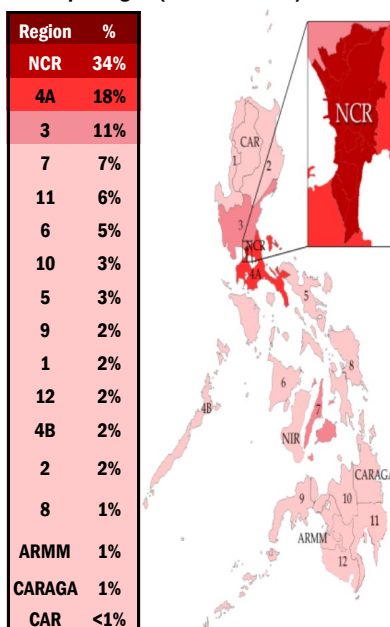 Region %
NCR 34%
4A 18%
3 11%
7 7%
11 6%
6 5%
10 3%
5 3%
9 2%
1 2%
12 2%
4B 2%
2 2%
8 1%
ARMM 1%
CARAGA 1%
CAR <1%
NCR
CAR
1
2
3
NCR
4A
5
8
6
4B
7
NIR
CARAGA
9
10
11
ARMM
12